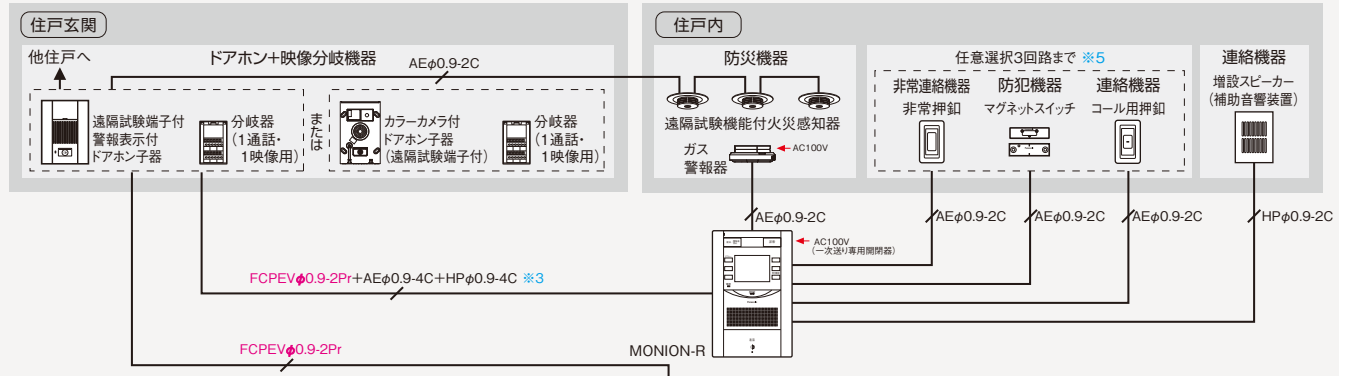 住戸玄関
他住戸へ
ドアホン+映像分岐機器
AEφ0.9-2C
遠隔試験端子付
警報表示付
ドアホン子器
分岐器
(1通話・
1映像用)
または
カラーカメラ付
ドアホン子器
(遠隔試験端子付)
分岐器
(1通話・
1映像用)
住戸内
防災機器
遠隔試験機能付火災感知器
ガス
警報器
AC100V
任意選択3回路まで ※5
非常連絡機器
非常押釦
防犯機器
マグネットスイッチ
連絡機器
コール用押釦
連絡機器
増設スピーカー
(補助音響装置)
AEφ0.9-2C
AEφ0.9-2C
AEφ0.9-2C
AEφ0.9-2C
HPφ0.9-2C
AC100V
(一次送り専用開閉器)
FCPEVφ0.9-2Pr+AEφ0.9-4C+HPφ0.9-4C ※3
FCPEVφ0.9-2Pr
MONION-R